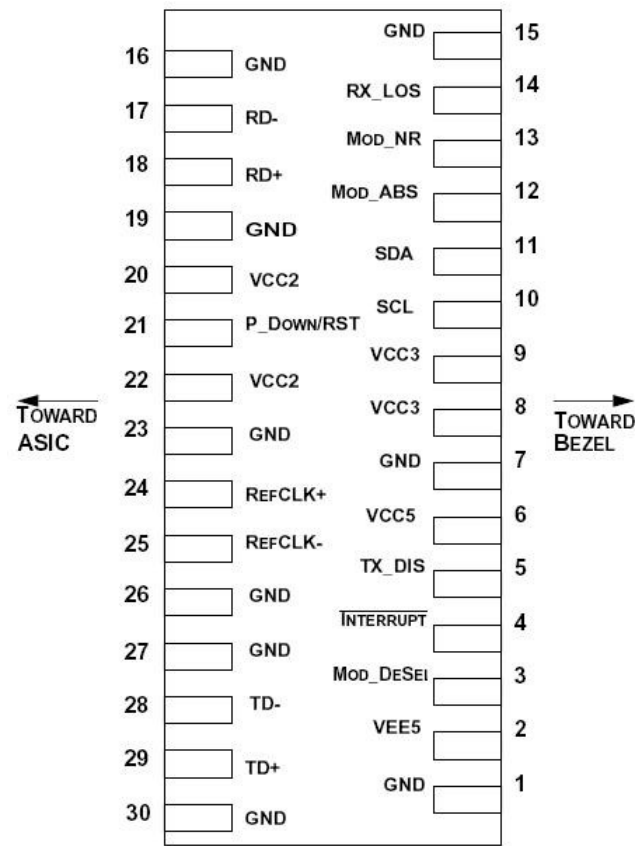 16 GND
17 RD-
18 RD+
19 GND
20 VCC2
21 P_DOWN/RST
22 VCC2
23 GND
24 REFCLK+
25 REFCLK-
26 GND
27 GND
28 TD-
29 TD+
30 GND
TOWARD
ASIC
GND 15
RX_LOS 14
MOD_NR 13
MOD_ABS 12
SDA 11
SCL 10
VCC3 9
VCC3 8
GND 7
VCC5 6
TX_DIS 5
INTERRUPT 4
MOD_DESEL 3
VEE5 2
GND 1
TOWARD
BEZEL